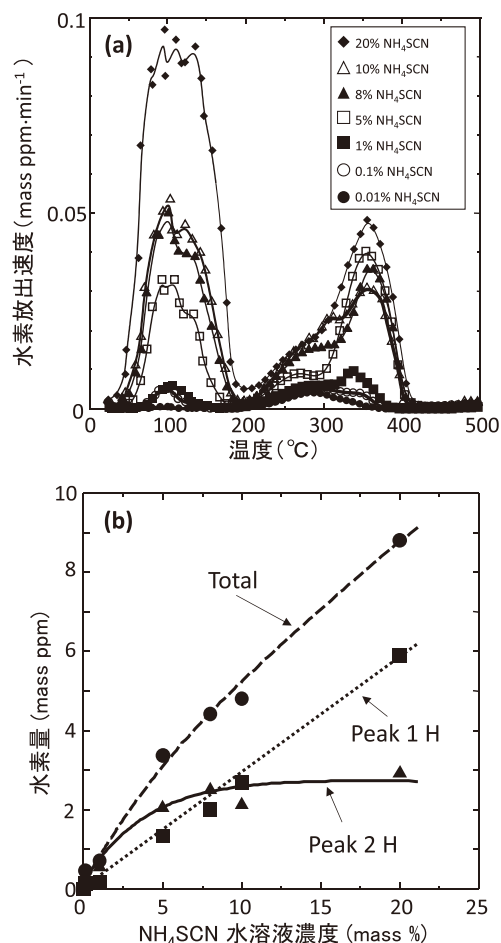 (a)
0.1
0.05
0
水素放出速度(mass ppm·min⁻¹)
20% NH₄SCN
10% NH₄SCN
8% NH₄SCN
5% NH₄SCN
1% NH₄SCN
0.1% NH₄SCN
0.01% NH₄SCN
0 100 200 300 400 500
温度(℃)
(b)
10
8
6
4
2
0
水素量(mass ppm)
Total
Peak 1 H
Peak 2 H
0 5 10 15 20
NH₄SCN 水溶液濃度(mass %)